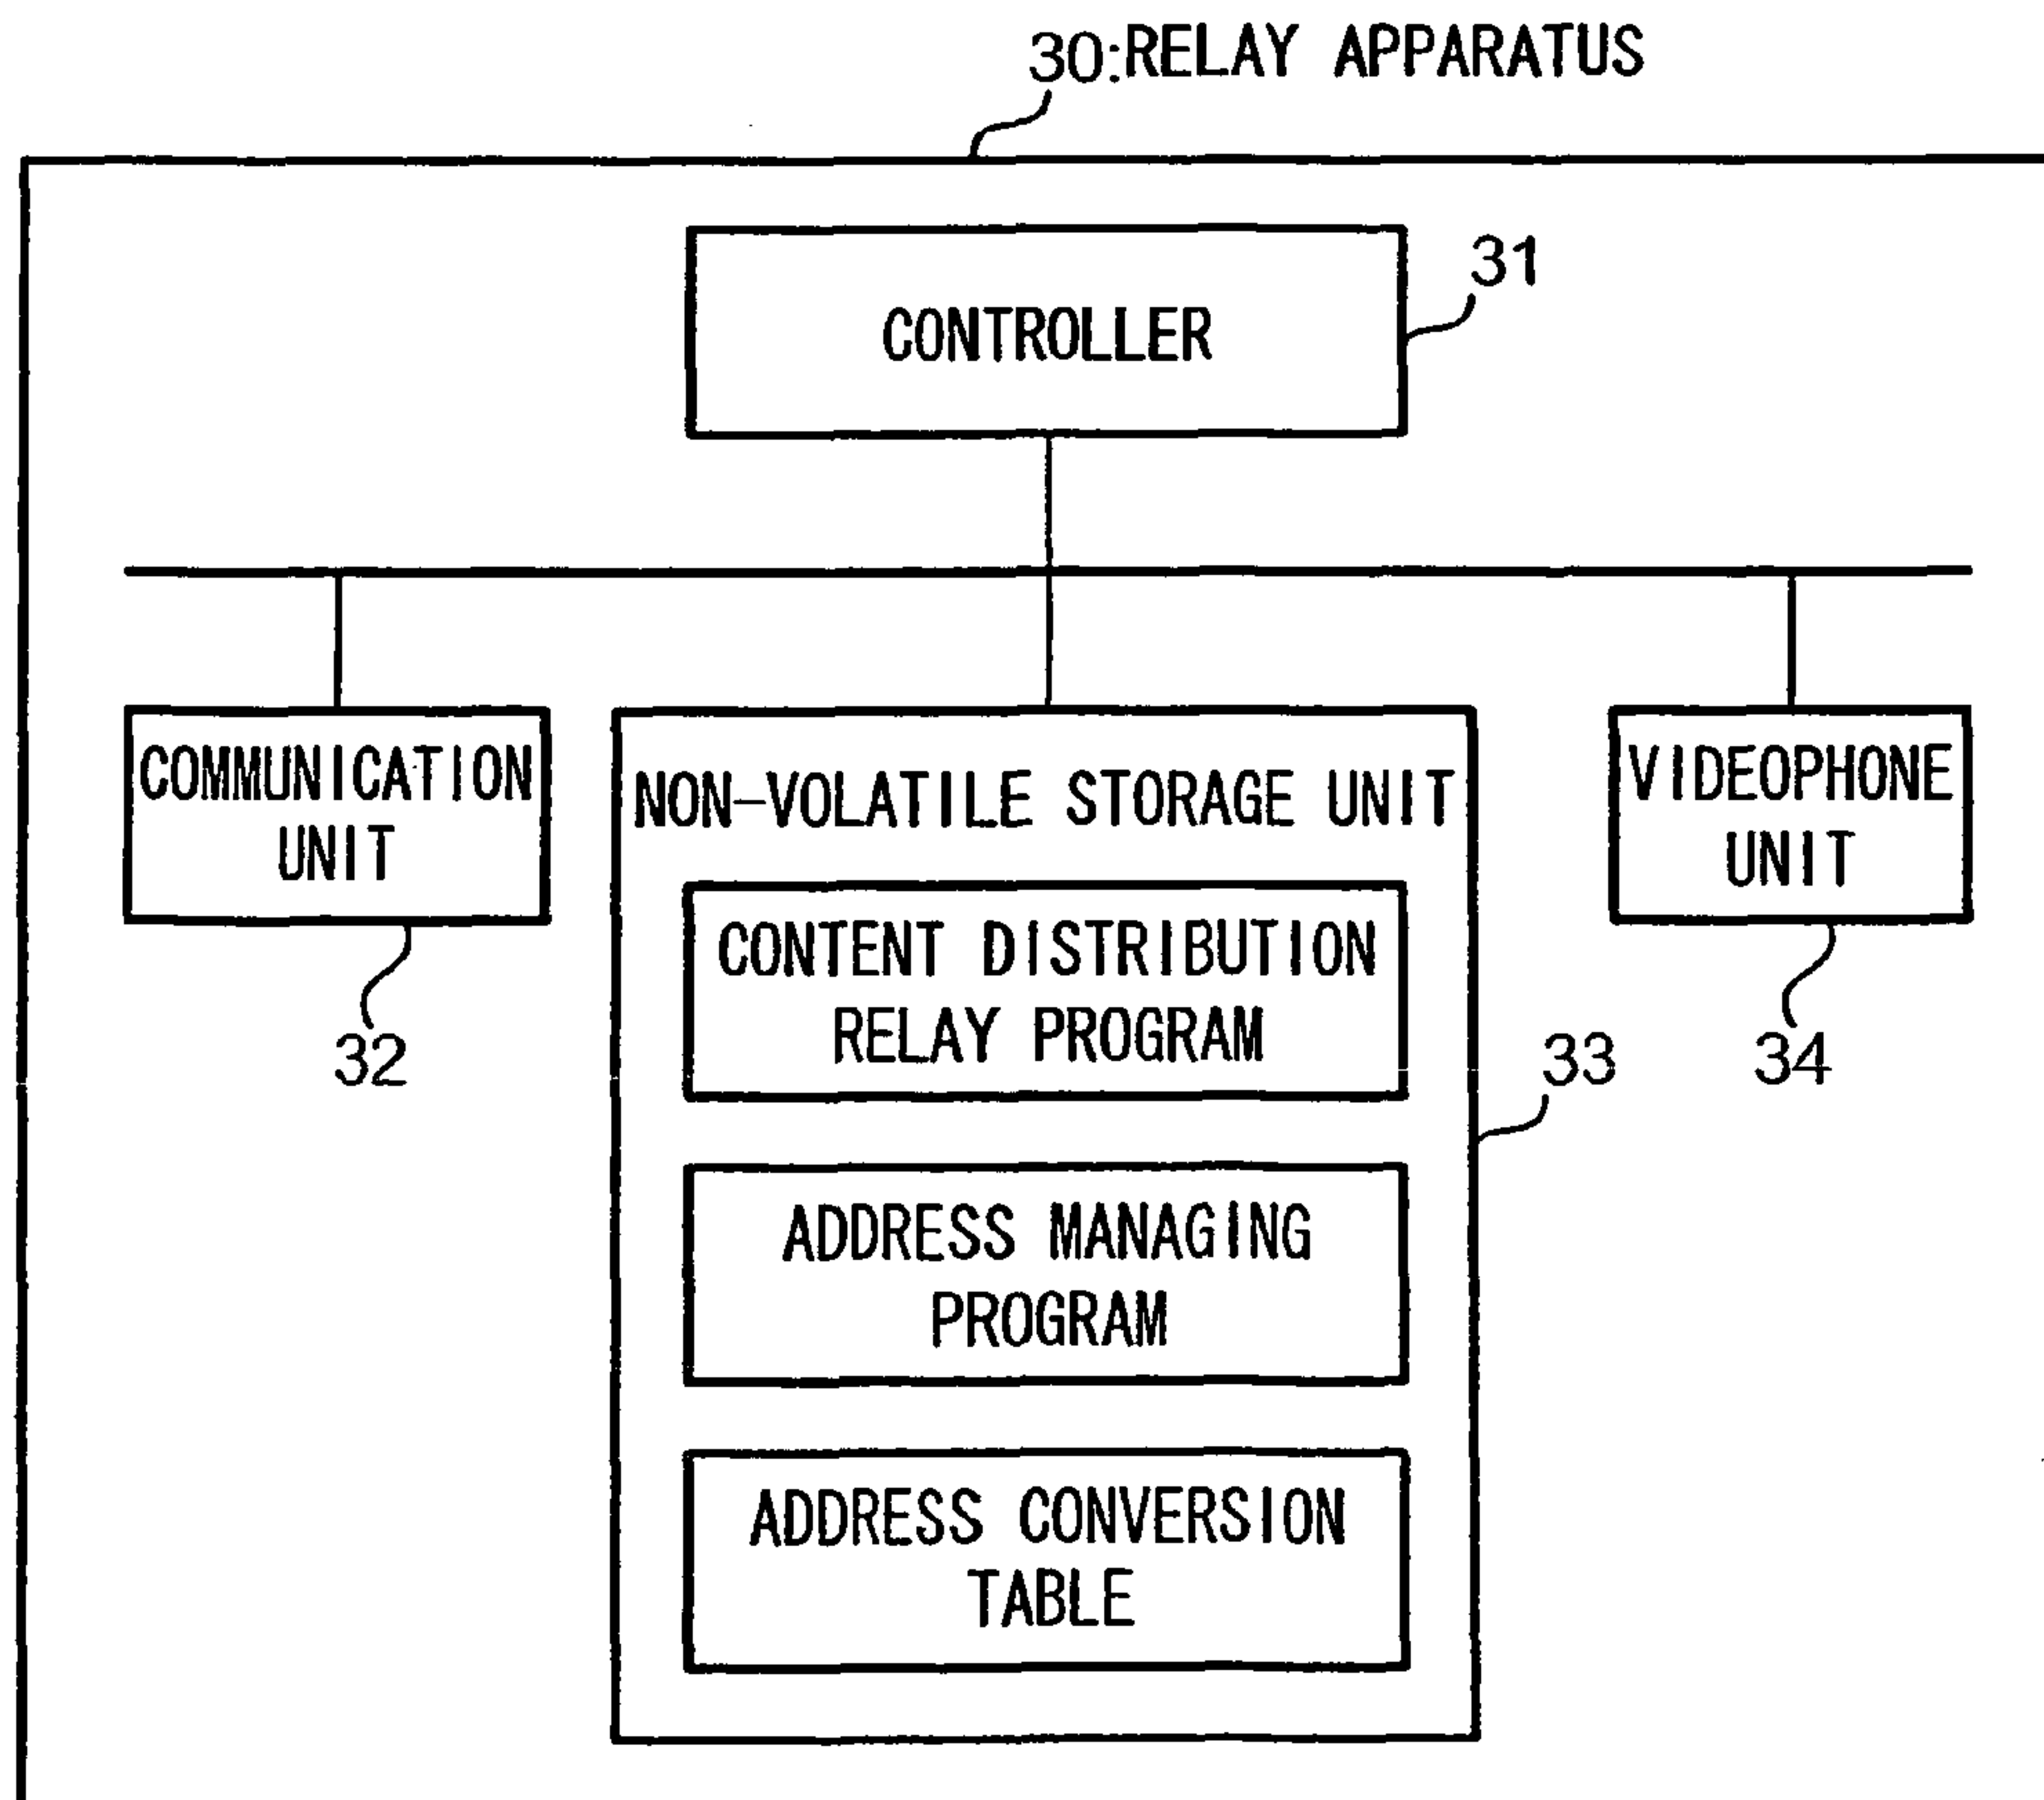 30:RELAY APPARATUS
31
CONTROLLER
COMMUNICATION
UNIT
32
NON-VOLATILE STORAGE UNIT
CONTENT DISTRIBUTION
RELAY PROGRAM
ADDRESS MANAGING
PROGRAM
ADDRESS CONVERSION
TABLE
33
VIDEOPHONE
UNIT
34